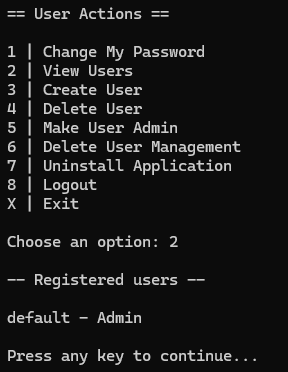 == User Actions ==
1 | Change My Password
2 | View Users
3 | Create User
4 | Delete User
5 | Make User Admin
6 | Delete User Management
7 | Uninstall Application
8 | Logout
X | Exit
Choose an option: 2
-- Registered users --
default - Admin
Press any key to continue...